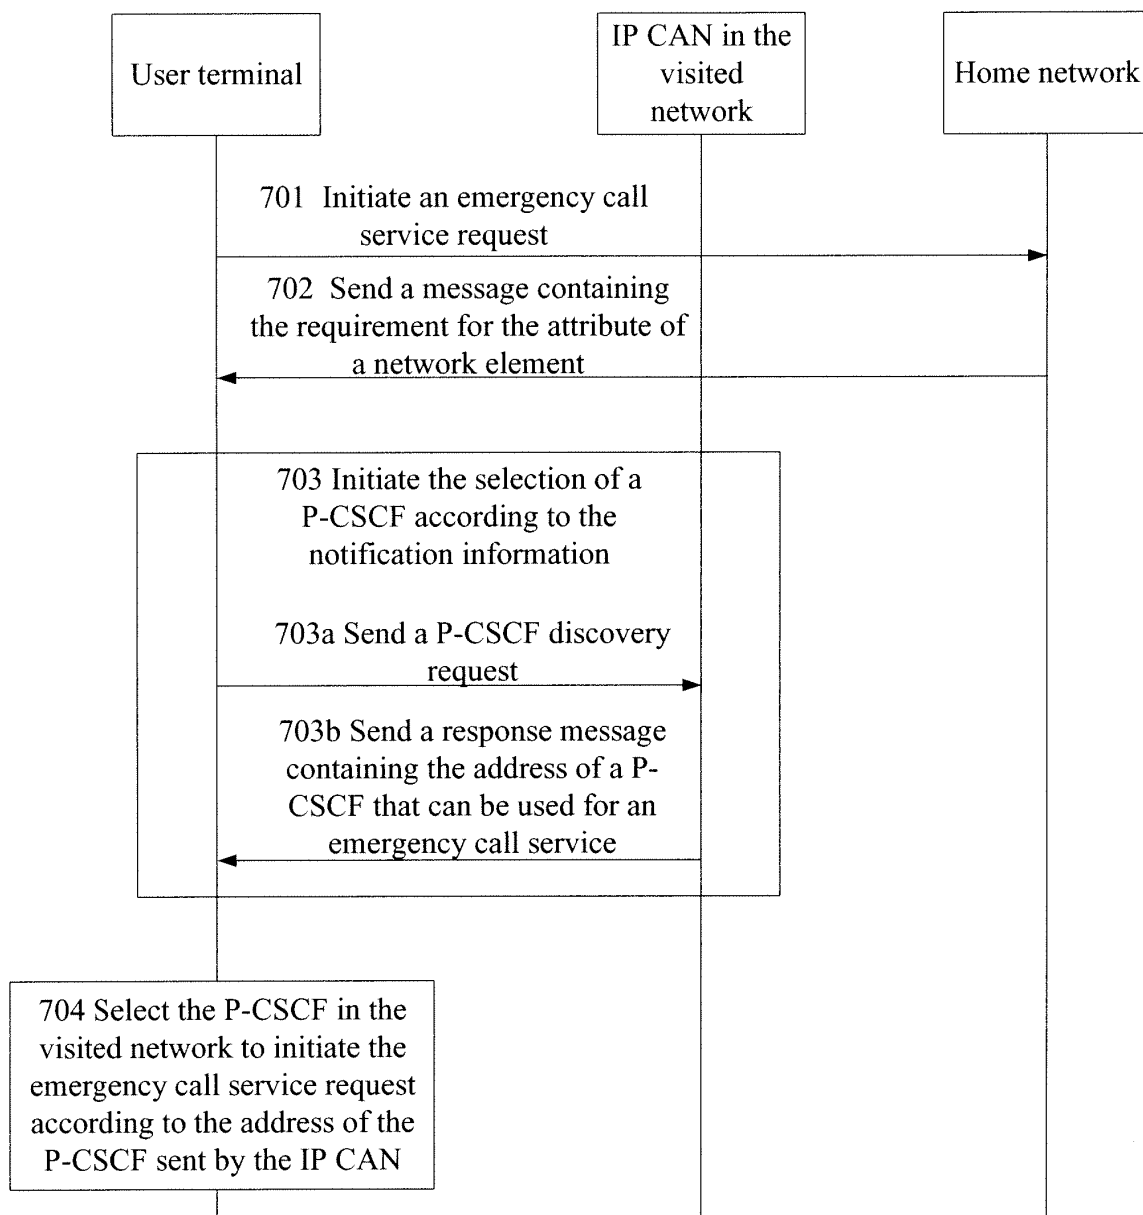 User terminal
IP CAN in the
visited
network
Home network
701 Initiate an emergency call
service request
702 Send a message containing
the requirement for the attribute of
a network element
703 Initiate the selection of a
P-CSCF according to the
notification information
703a Send a P-CSCF discovery
request
703b Send a response message
containing the address of a P-
CSCF that can be used for an
emergency call service
704 Select the P-CSCF in the
visited network to initiate the
emergency call service request
according to the address of the
P-CSCF sent by the IP CAN